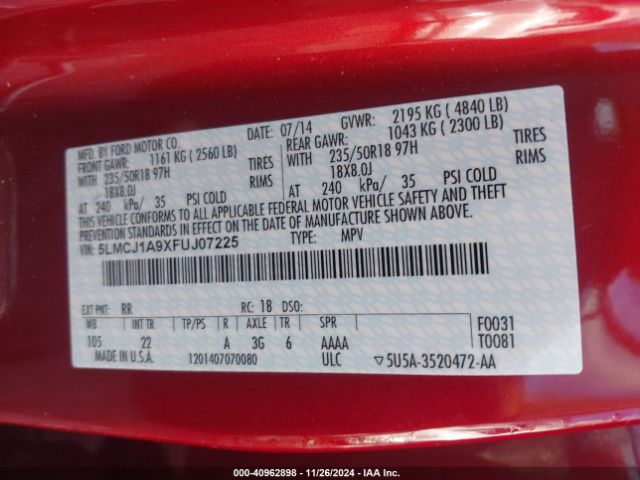 MFD. BY FORD MOTOR CO.
DATE: 07/14 GVWR: 2195 KG ( 4840 LB)
FRONT GAWR: 1161 KG ( 2560 LB)
WITH 235/50R18 97H TIRES
18X8.0J RIMS
AT 240 kPa/ 35 PSI COLD
REAR GAWR: 1043 KG ( 2300 LB)
WITH 235/50R18 97H TIRES
18X8.0J RIMS
AT 240 kPa/ 35 PSI COLD
THIS VEHICLE CONFORMS TO ALL APPLICABLE FEDERAL MOTOR VEHICLE SAFETY AND THEFT
PREVENTION STANDARDS IN EFFECT ON THE DATE OF MANUFACTURE SHOWN ABOVE.
VIN: 5LMCJ1A9XFUJ07225
TYPE: MPV
EXT PNT: RR RC: 18 DSO:
WB INT TR TP/PS R AXLE TR SPR
105 22 A 3G 6 AAAA
F0031
T0081
MADE IN U.S.A. 1201407070080 ULC ▽5U5A-3520472-AA
000-40962898 - 11/26/2024 - IAA Inc.